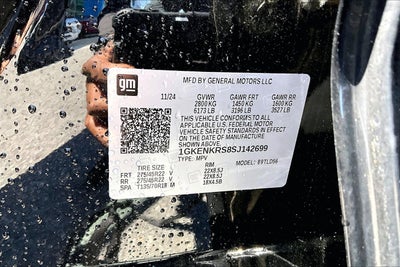 gm
MFD BY GENERAL MOTORS LLC
11/24 GVWR GAWR FRT GAWR RR
2800 KG 1450 KG 1600 KG
6173 LB 3196 LB 3527 LB
THIS VEHICLE CONFORMS TO ALL
APPLICABLE U.S. FEDERAL MOTOR
VEHICLE SAFETY STANDARDS IN EFFECT
ON THE DATE OF MANUFACTURE
SHOWN ABOVE.
1GKENKRS8SJ142699
TYPE: MPV MODEL:
TIRE SIZE RIM
FRT 275/45R22 V 22X8.5J
RR 275/45R22 V 22X8.5J
SPA T135/70R18 M 18X4.5B